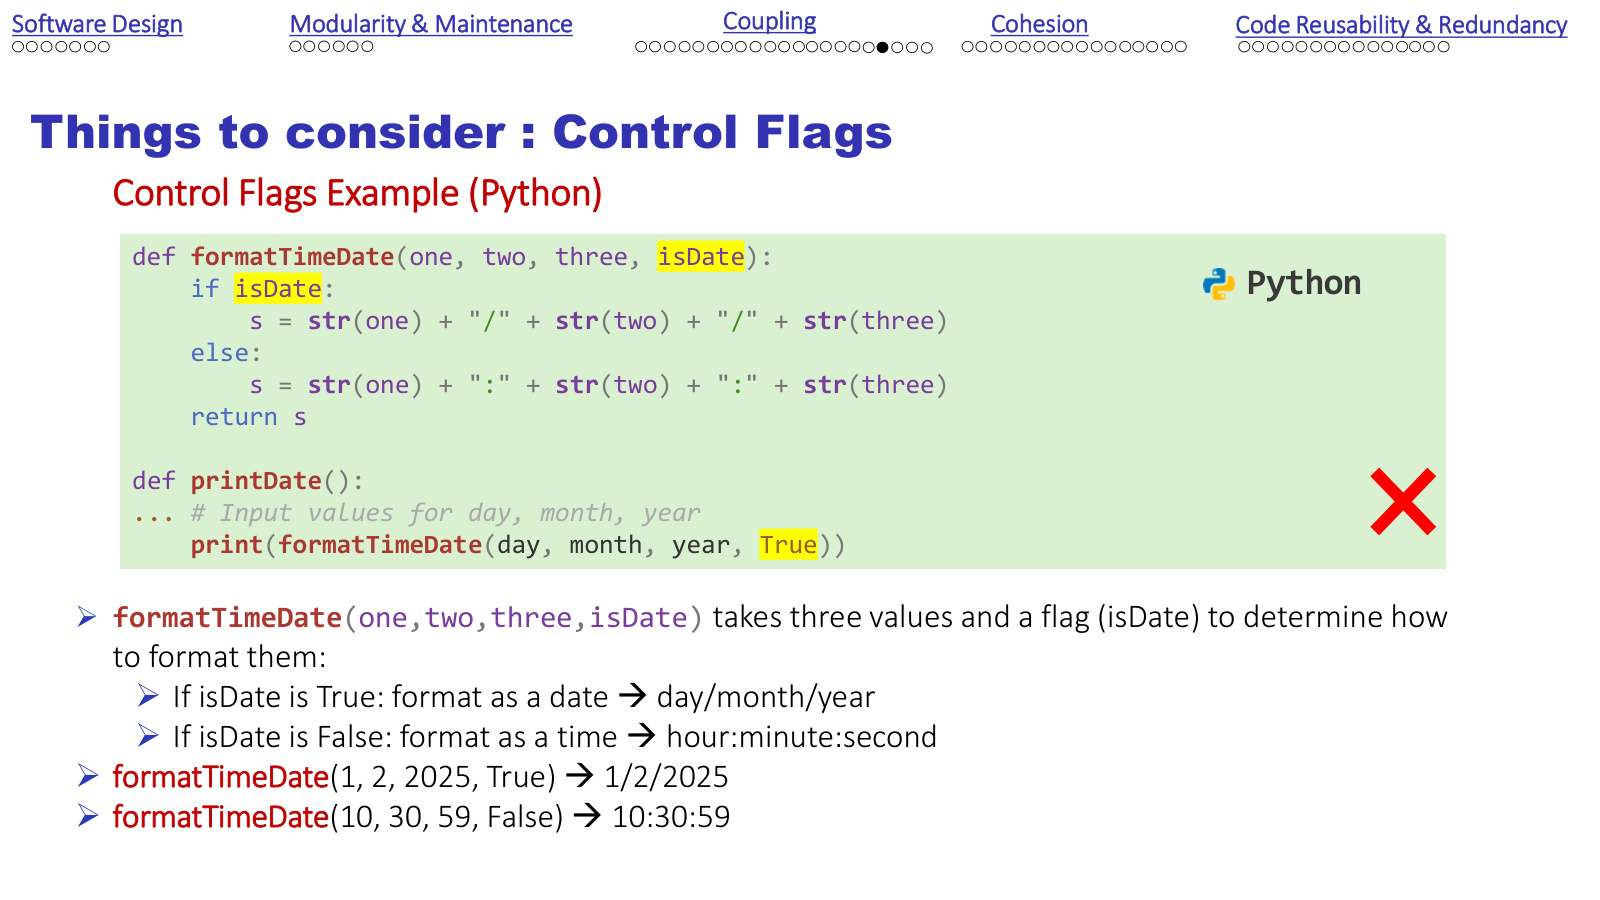 Software Design
Modularity & Maintenance
Coupling
Cohesion
Code Reusability & Redundancy
Things to consider : Control Flags
Control Flags Example (Python)
def formatTimeDate(one, two, three, isDate):
    if isDate:
        s = str(one) + "/" + str(two) + "/" + str(three)
    else:
        s = str(one) + ":" + str(two) + ":" + str(three)
    return s
Python
def printDate():
... # Input values for day, month, year
    print(formatTimeDate(day, month, year, True))
formatTimeDate(one,two,three,isDate) takes three values and a flag (isDate) to determine how
to format them:
If isDate is True: format as a date → day/month/year
If isDate is False: format as a time → hour:minute:second
formatTimeDate(1, 2, 2025, True) → 1/2/2025
formatTimeDate(10, 30, 59, False) → 10:30:59